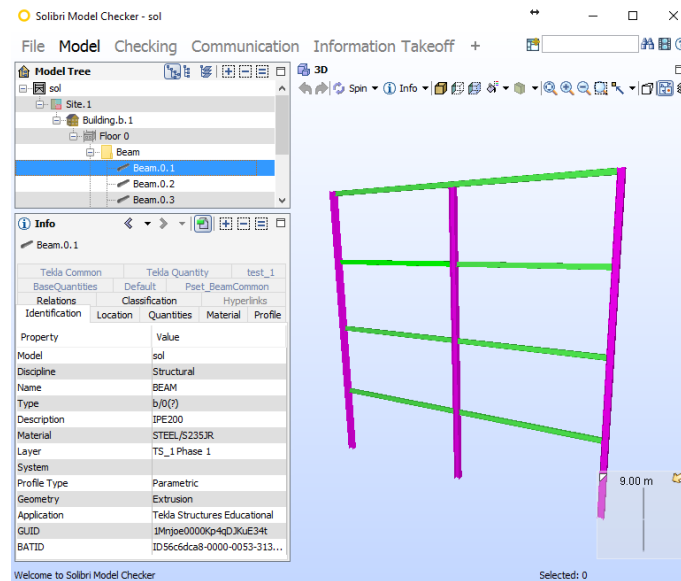 Solibri Model Checker - sol
File Model Checking Communication Information Takeoff +
Model Tree
sol
Site.1
Building.b.1
Floor 0
Beam
Beam.0.1
Beam.0.2
Beam.0.3
3D
Spin Info
Info
Beam.0.1
Tekla Common Tekla Quantity test_1
BaseQuantities Default Pset_BeamCommon
Relations Classification Hyperlinks
Identification Location Quantities Material Profile
Property Value
Model sol
Discipline Structural
Name BEAM
Type b/0(?)
Description IPE200
Material STEEL/S235JR
Layer TS_1 Phase 1
System
Profile Type Parametric
Geometry Extrusion
Application Tekla Structures Educational
GUID 1Mnjoe0000Kp4qDJKuE34t
BATID ID56c6dca8-0000-0053-313...
9.00 m
Welcome to Solibri Model Checker Selected: 0